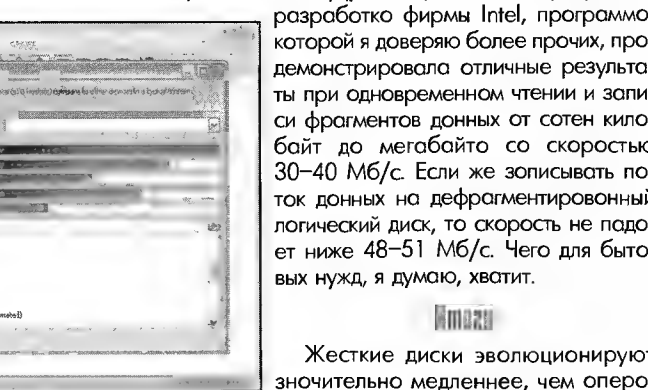 разработка фирмы Intel, программо
которой я доверяю более прочих, про
демонстрировала отличные результа
ты при одновременном чтении и запи
си фрагментов данных от сотен кило
байт до мегабайта со скоростью
30–40 Мб/с. Если же записывать по
ток данных на дефрагментированный
логический диск, то скорость не пада
ет ниже 48–51 Мб/с. Чего для быто
вых нужд, я думаю, хватит.
Итоги
Жесткие диски эволюционируют
значительно медленнее, чем опера